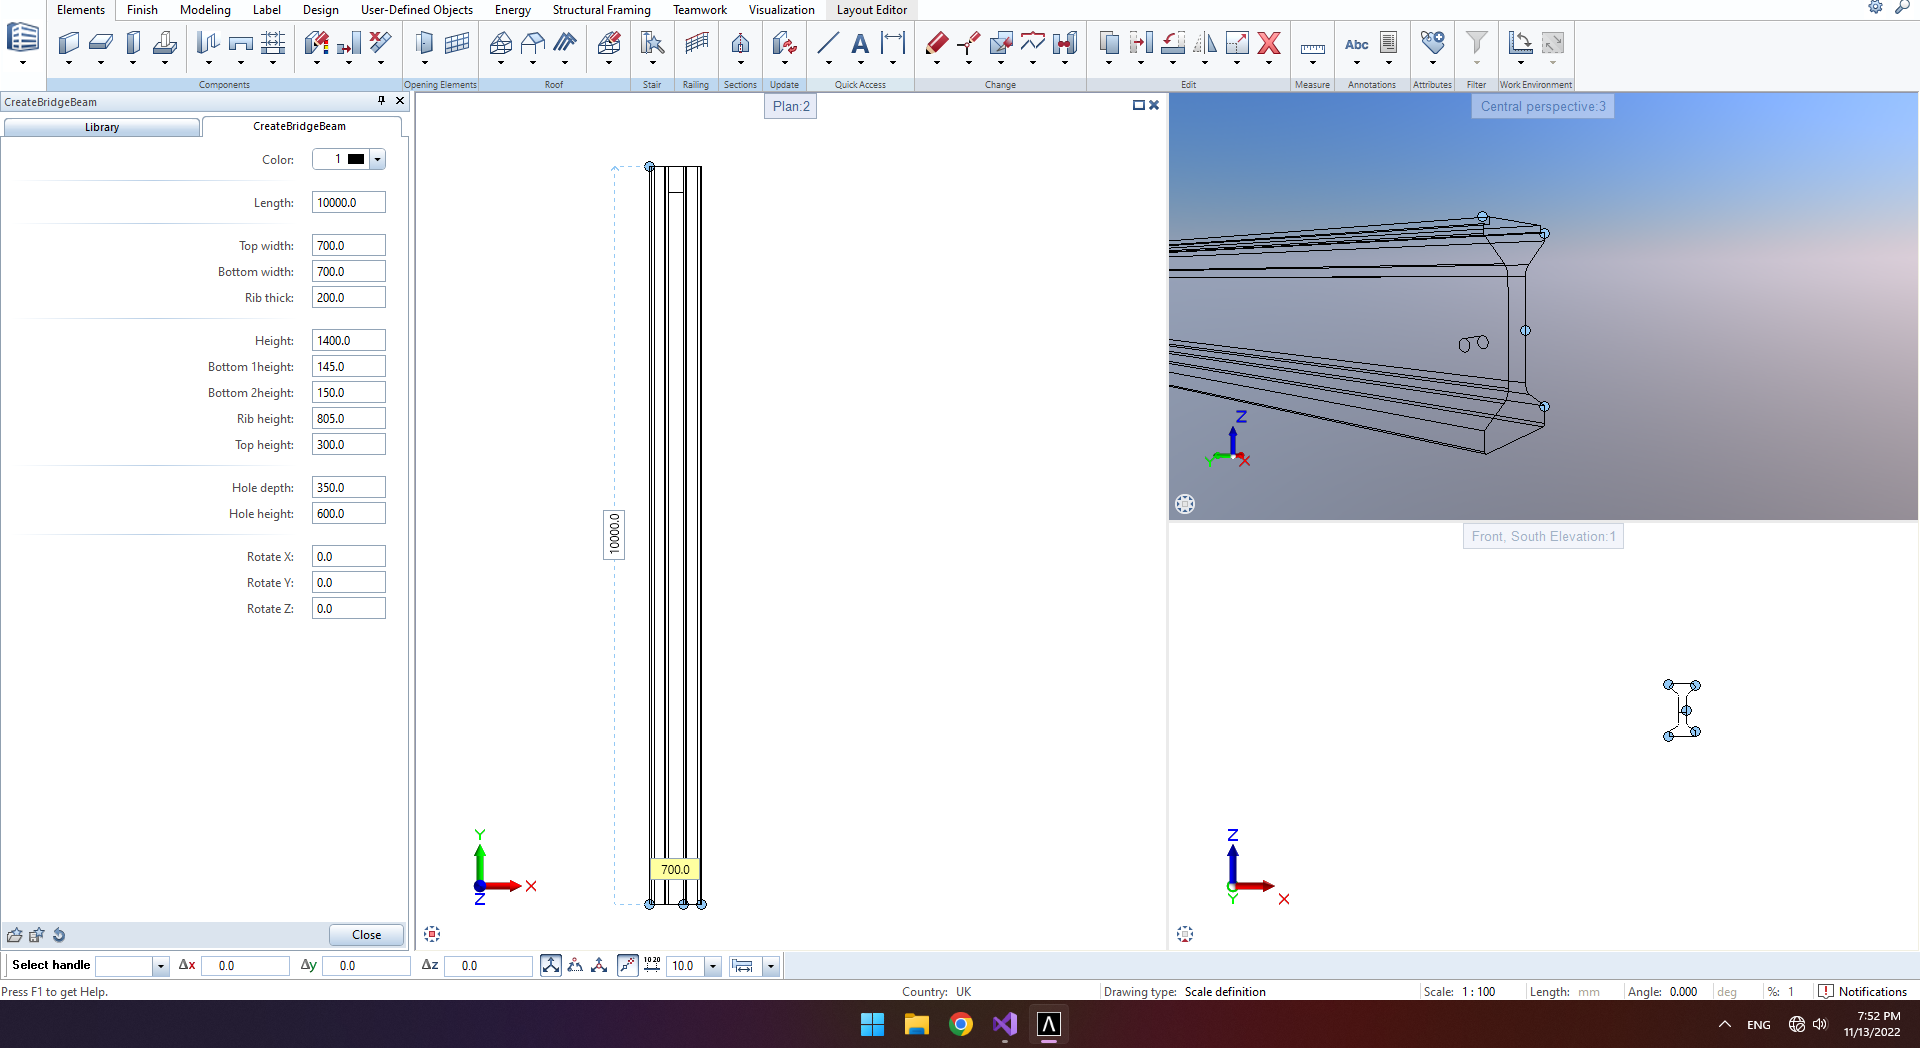 Elements Finish Modeling Label Design User-Defined Objects Energy Structural Framing Teamwork Visualization Layout Editor
Abc
Components Opening Elements Roof Stair Railing Sections Update Quick Access Change Edit Measure Annotations Attributes Filter Work Environment
CreateBridgeBeam
Library CreateBridgeBeam
Color: 1
Length: 10000.0
Top width: 700.0
Bottom width: 700.0
Rib thick: 200.0
Height: 1400.0
Bottom 1height: 145.0
Bottom 2height: 150.0
Rib height: 805.0
Top height: 300.0
Hole depth: 350.0
Hole height: 600.0
Rotate X: 0.0
Rotate Y: 0.0
Rotate Z: 0.0
Close
Plan:2
10000.0
700.0
Y
X
Z
Central perspective:3
Z
Y
X
Front, South Elevation:1
Z
Y
X
Select handle Δx 0.0 Δy 0.0 Δz 0.0 10 20 10.0
Press F1 to get Help. Country: UK Drawing type: Scale definition Scale: 1 : 100 Length: mm Angle: 0.000 deg %: 1 Notifications
ENG
7:52 PM
11/13/2022